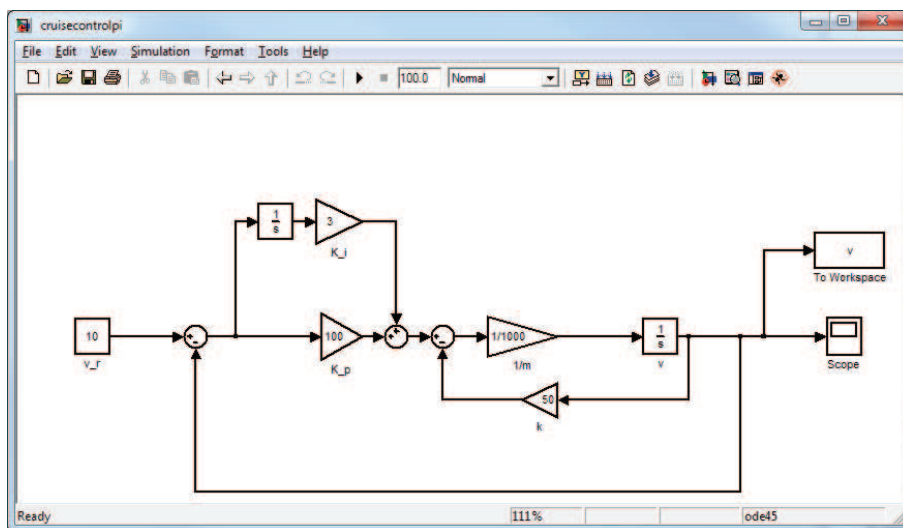 cruisecontrolpi
File Edit View Simulation Format Tools Help
100.0 Normal
1
s
3
K_i
v
To Workspace
10
v_r
+
-
100
K_p
+
+
+
-
1/1000
1/m
1
s
v
Scope
50
k
Ready 111% ode45